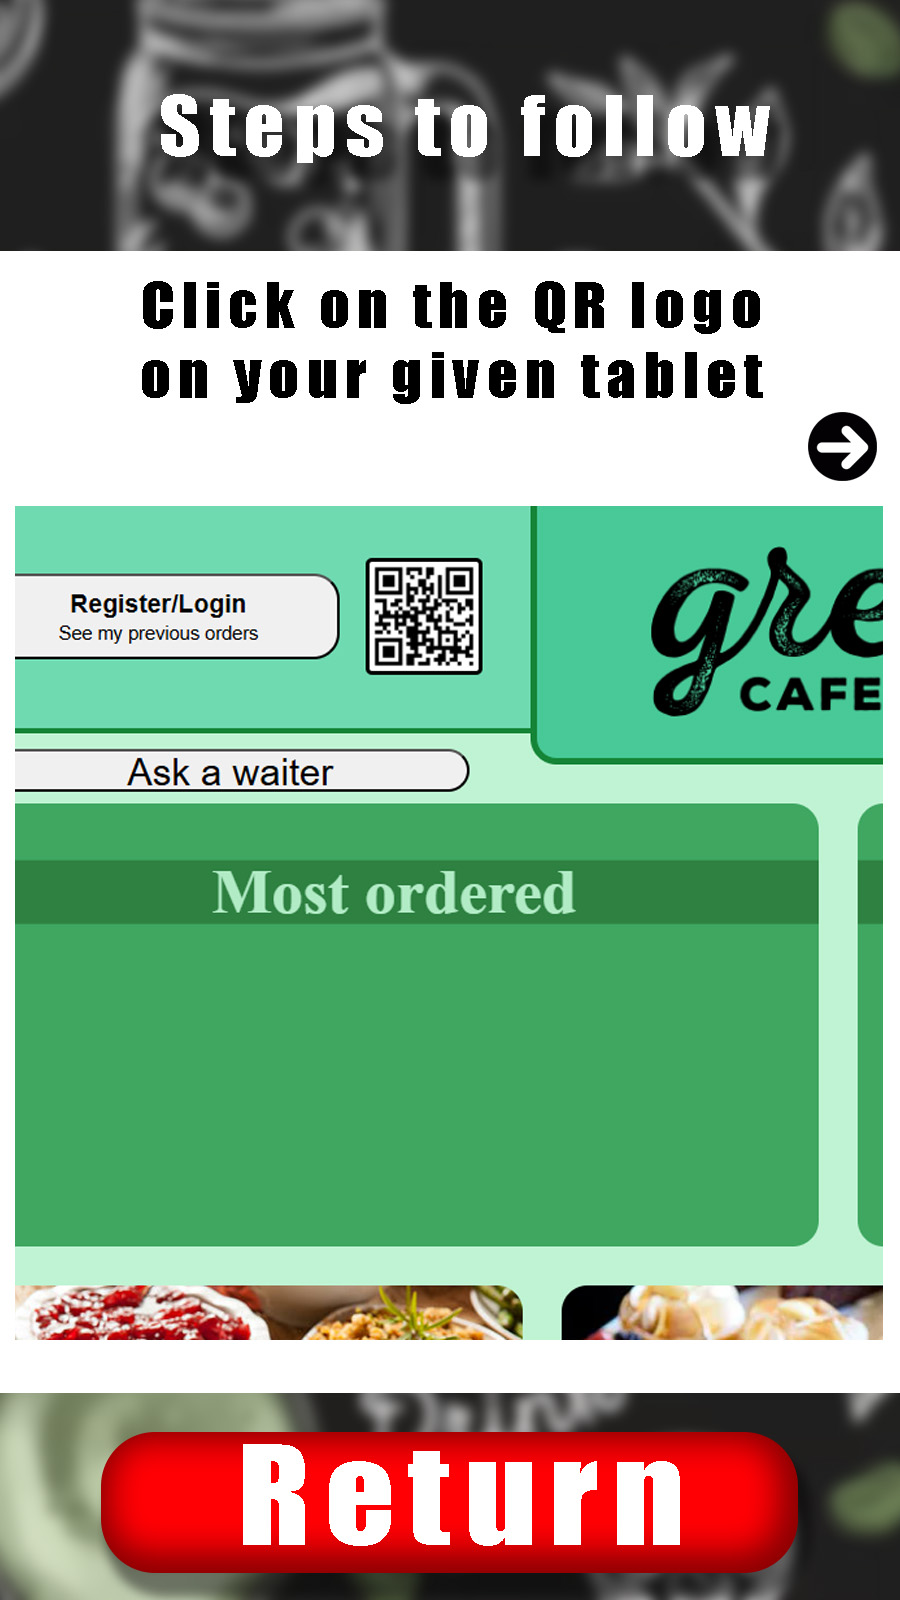 Steps to follow
Click on the QR logo
on your given tablet
Register/Login
See my previous orders
gre
CAFE
Ask a waiter
Most ordered
Drink
Return